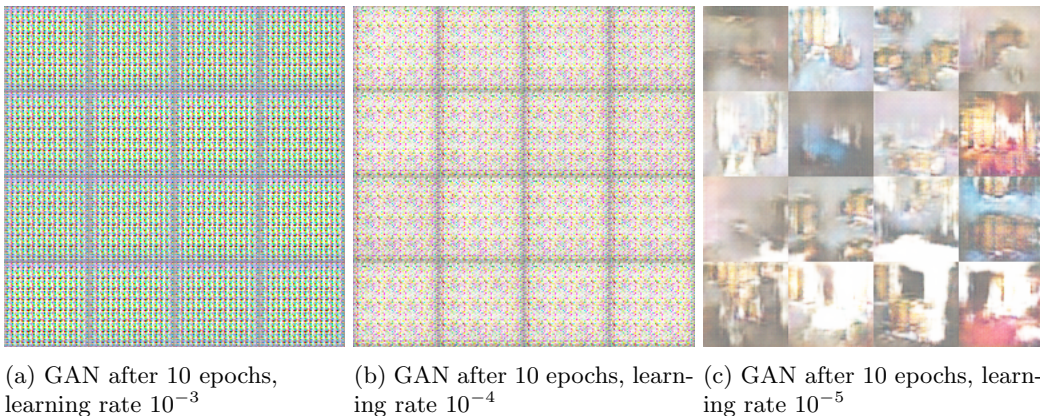 (a) GAN after 10 epochs,
learning rate 10⁻³
(b) GAN after 10 epochs, learn-
ing rate 10⁻⁴
(c) GAN after 10 epochs, learn-
ing rate 10⁻⁵